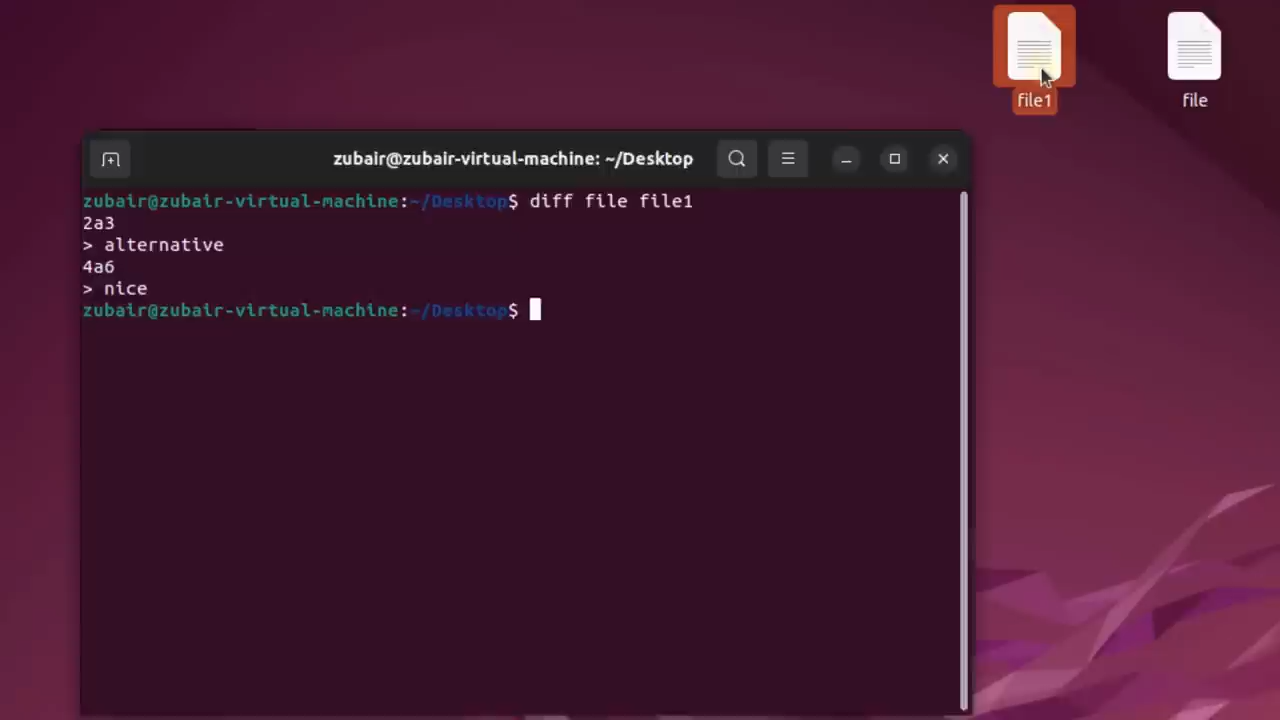 file1
file
zubair@zubair-virtual-machine: ~/Desktop
zubair@zubair-virtual-machine:~/Desktop$ diff file file1
2a3
> alternative
4a6
> nice
zubair@zubair-virtual-machine:~/Desktop$